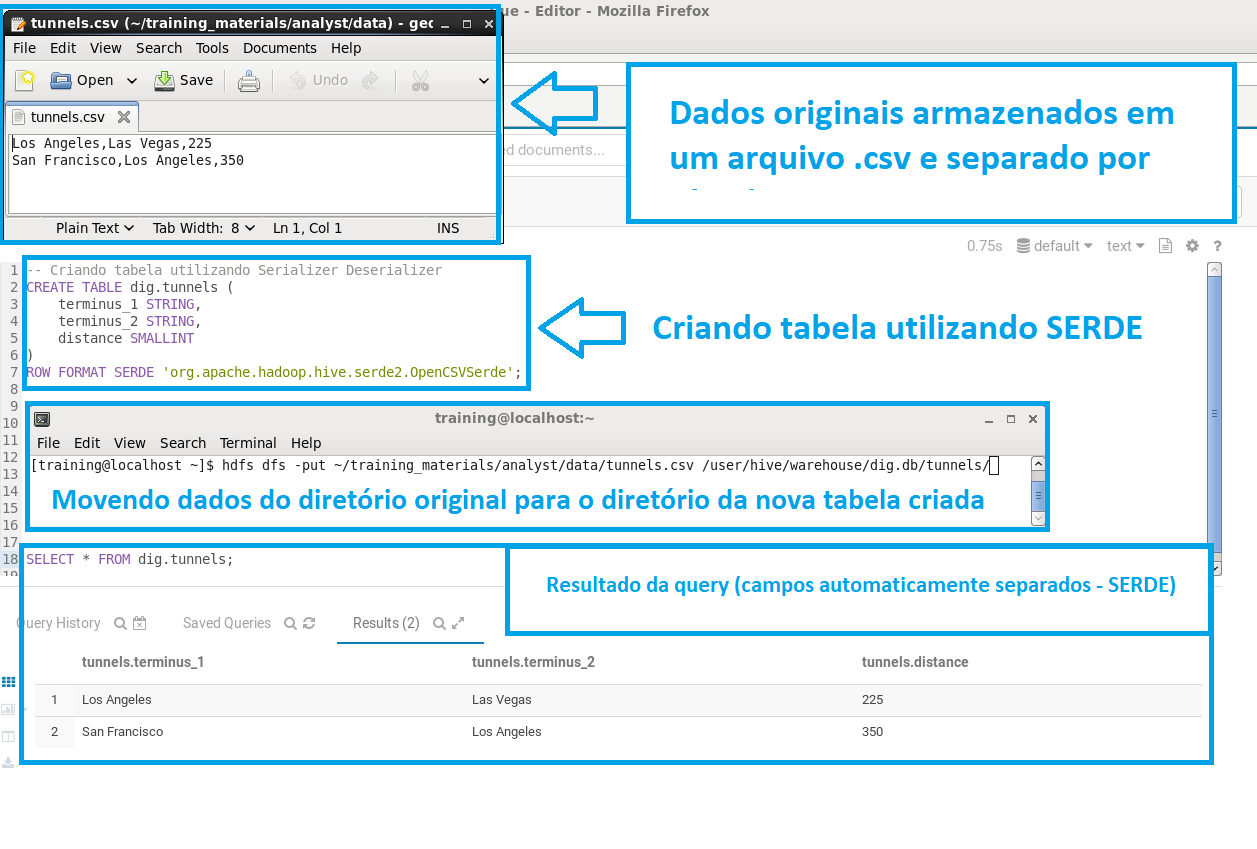 tunnels.csv (~/training_materials/analyst/data) - gec
ue - Editor - Mozilla Firefox
File Edit View Search Tools Documents Help
Open Save Undo
tunnels.csv
Los Angeles,Las Vegas,225
San Francisco,Los Angeles,350
Plain Text Tab Width: 8 Ln 1, Col 1 INS
Dados originais armazenados em
um arquivo .csv e separado por
ed documents...
0.75s default text ?
1 -- Criando tabela utilizando Serializer Deserializer
2 CREATE TABLE dig.tunnels (
3 terminus_1 STRING,
4 terminus_2 STRING,
5 distance SMALLINT
6 )
7 ROW FORMAT SERDE 'org.apache.hadoop.hive.serde2.OpenCSVSerde';
Criando tabela utilizando SERDE
8
9
10
11
12
13
14
15
16
17
training@localhost:~
File Edit View Search Terminal Help
[training@localhost ~]$ hdfs dfs -put ~/training_materials/analyst/data/tunnels.csv /user/hive/warehouse/dig.db/tunnels/
Movendo dados do diretório original para o diretório da nova tabela criada
18 SELECT * FROM dig.tunnels;
19
Resultado da query (campos automaticamente separados - SERDE)
Query History Saved Queries Results (2)
tunnels.terminus_1 tunnels.terminus_2 tunnels.distance
1 Los Angeles Las Vegas 225
2 San Francisco Los Angeles 350